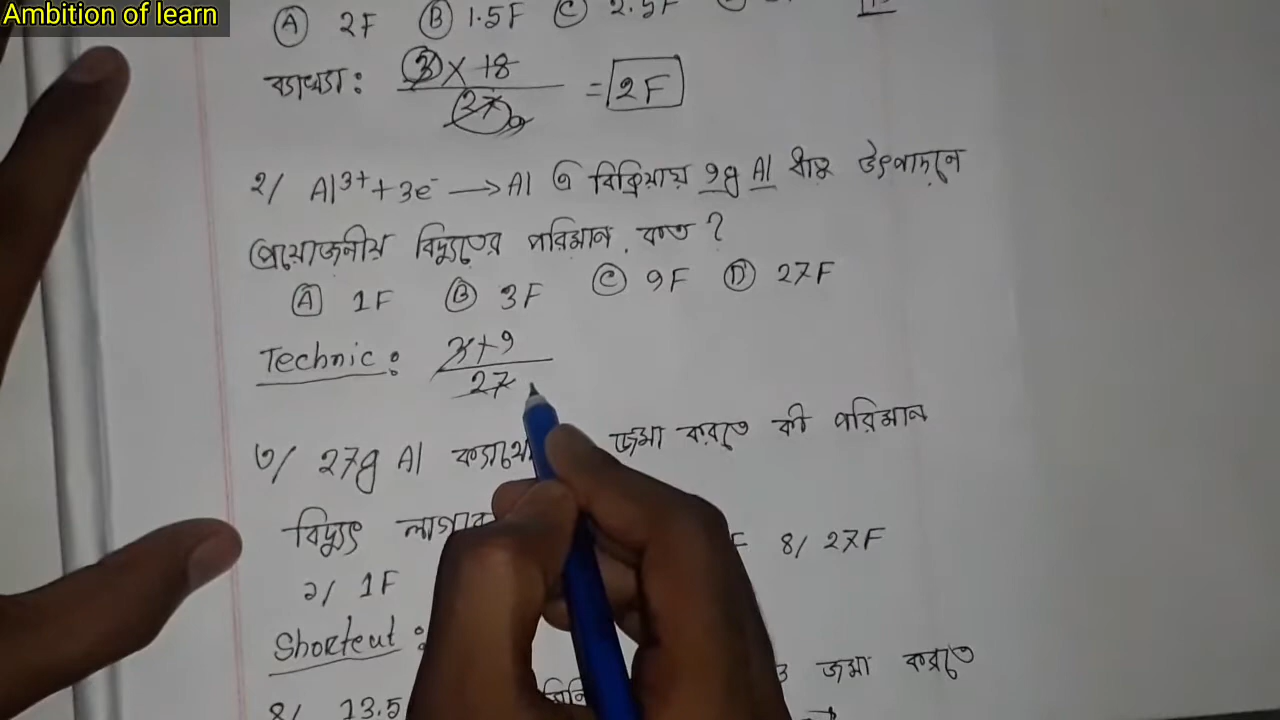 Ambition of learn
(A) 2F (B) 1.5F (C) 2.5F
ব্যাখ্যা: 3 × 18 / 27 = 2F
২/ Al³⁺ + 3e⁻ → Al এ বিক্রিয়ায় 9g Al ধাতু উৎপাদনে
প্রয়োজনীয় বিদ্যুতের পরিমান কত ?
(A) 1F (B) 3F (C) 9F (D) 27F
Technic: 3 + 9 / 27
৩/ 27g Al জমা করতে কী পরিমান
বিদ্যুৎ
১/ 1F ৪/ 27F
Shortcut :
৪/ 13.5 জমা করতে